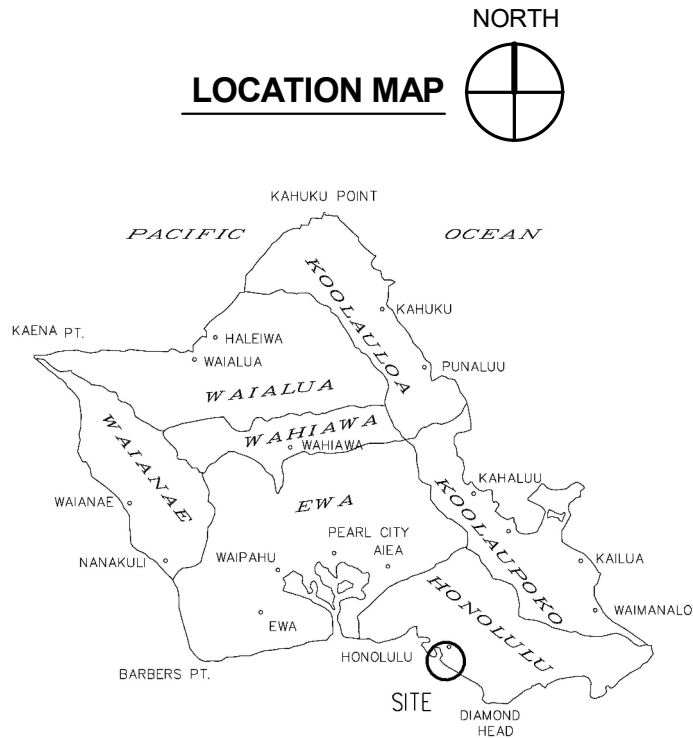 NORTH
LOCATION MAP
KAHUKU POINT
PACIFIC
OCEAN
KOOLAULOA
KAHUKU
KAENA PT.
HALEIWA
WAIALUA
PUNALUU
WAIALUA
WAHIAWA
WAHIAWA
WAIANAE
KAHALUU
WAIANAE
EWA
KOOLAUPOKO
PEARL CITY
AIEA
NANAKULI
WAIPAHU
KAILUA
HONOLULU
WAIMANALO
EWA
HONOLULU
BARBERS PT.
SITE
DIAMOND
HEAD